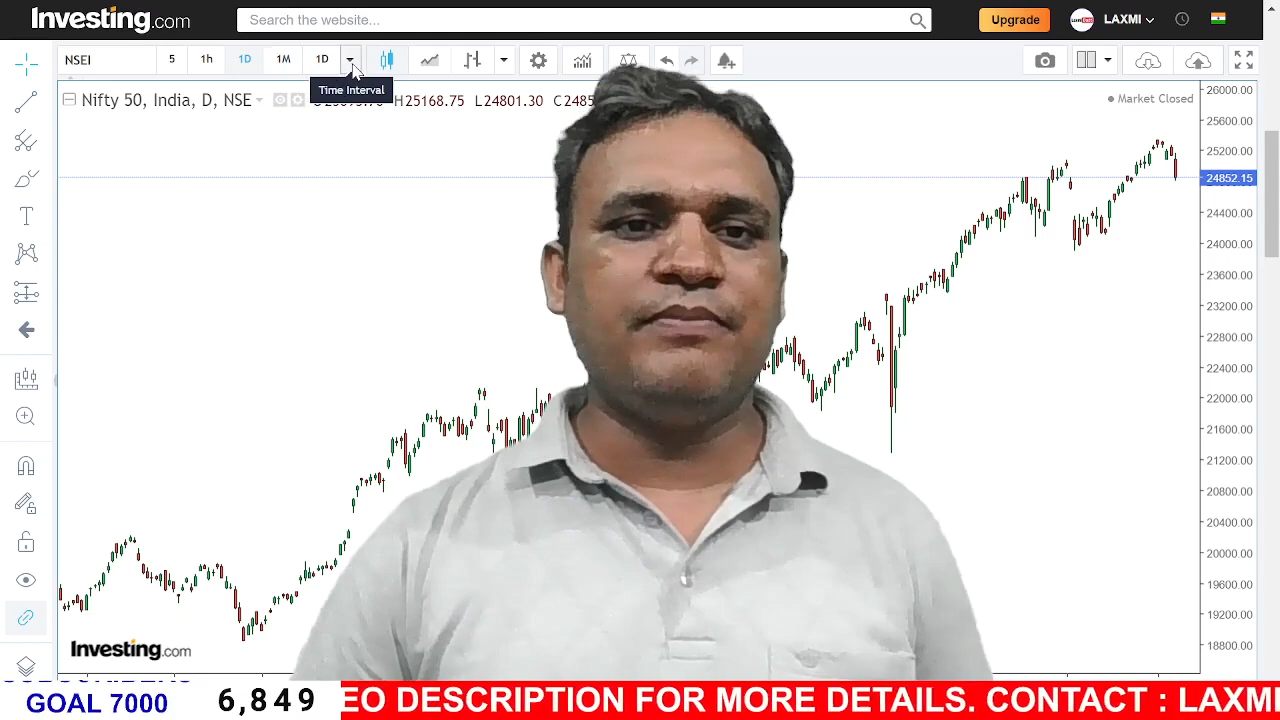 Investing.com
Search the website...
Upgrade
LAXMI
NSEI
5
1h
1D
1M
1D
Time Interval
Nifty 50, India, D, NSE
H25168.75 L24801.30
Market Closed
26000.00
25600.00
25200.00
24852.15
24400.00
24000.00
23600.00
23200.00
22800.00
22400.00
22000.00
21600.00
21200.00
20800.00
20400.00
20000.00
19600.00
19200.00
18800.00
Investing.com
GOAL 7000
6,849
EO DESCRIPTION FOR MORE DETAILS. CONTACT : LAXMI